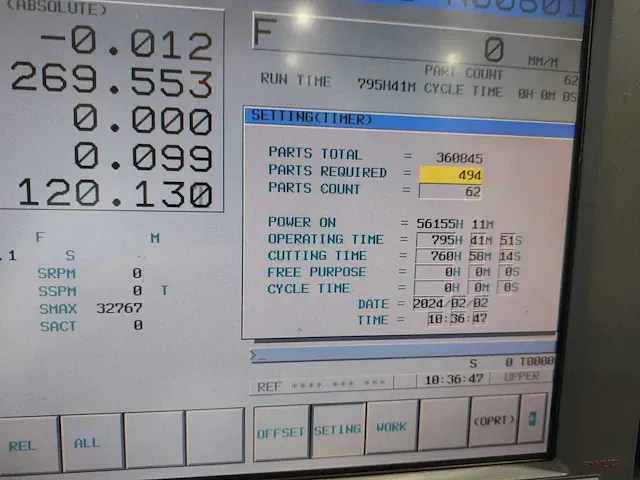 (ABSOLUTE)
-0.012
269.553
0.000
0.099
120.130
F M
.1 S
SRPM 0
SSPM 0 T
SMAX 32767
SACT 0
F 0 MM/M
PART COUNT 62
RUN TIME 795H41M CYCLE TIME 0H 0M 0S
SETTING(TIMER)
PARTS TOTAL = 360845
PARTS REQUIRED = 494
PARTS COUNT = 62
POWER ON = 56155H 11M
OPERATING TIME = 795H 41M 51S
CUTTING TIME = 760H 58M 14S
FREE PURPOSE = 0H 0M 0S
CYCLE TIME = 0H 0M 0S
DATE = 2024/02/02
TIME = 10:36:47
>_
S 0 T0000
REF **** *** *** 10:36:47 UPPER
REL ALL OFFSET SETING WORK (OPRT)